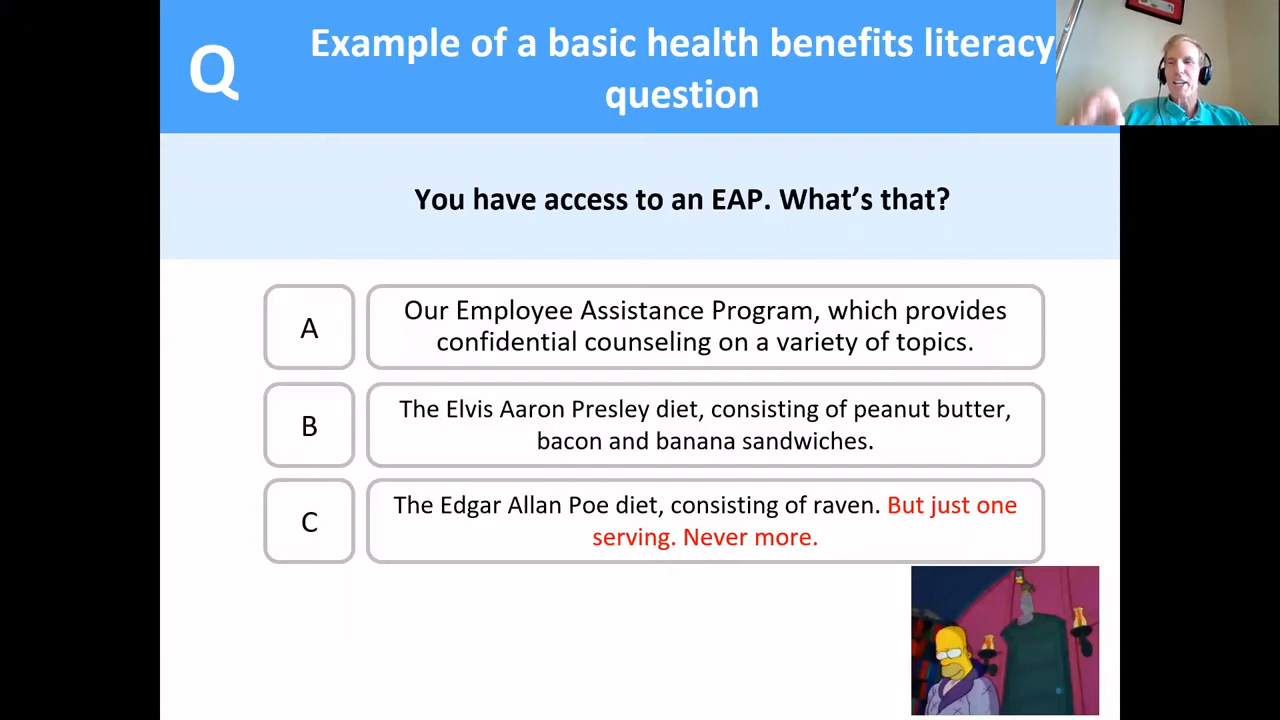 Q
Example of a basic health benefits literacy
question
You have access to an EAP. What’s that?
A
Our Employee Assistance Program, which provides
confidential counseling on a variety of topics.
B
The Elvis Aaron Presley diet, consisting of peanut butter,
bacon and banana sandwiches.
C
The Edgar Allan Poe diet, consisting of raven. But just one
serving. Never more.